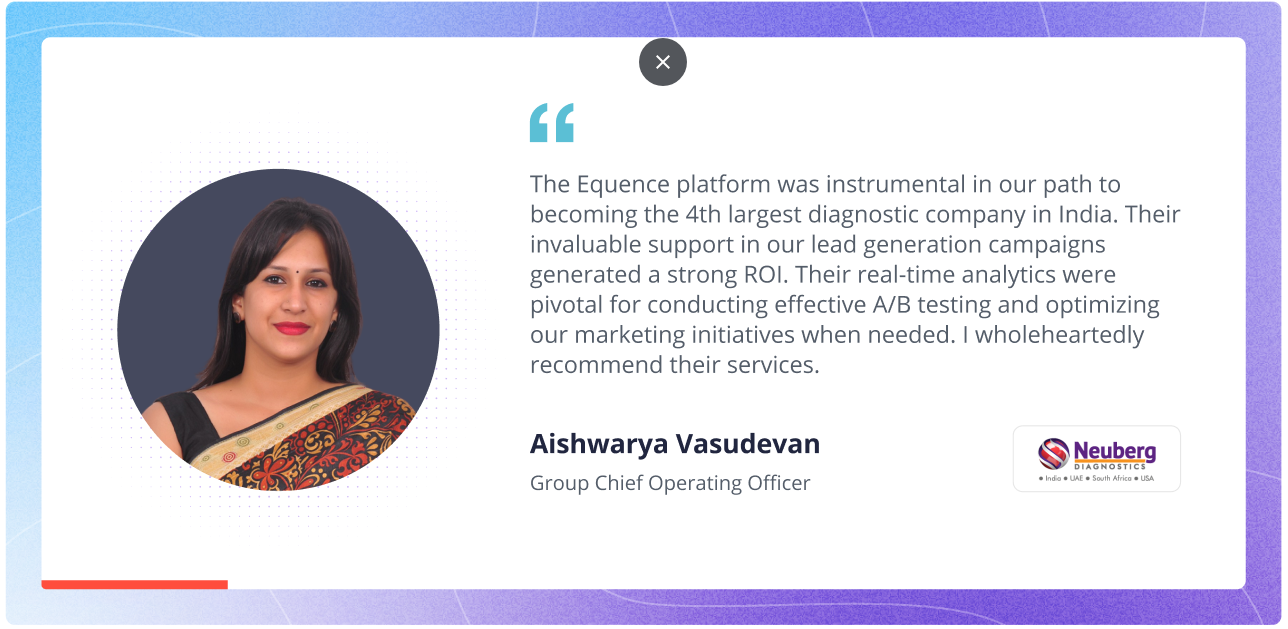 The Equence platform was instrumental in our path to
becoming the 4th largest diagnostic company in India. Their
invaluable support in our lead generation campaigns
generated a strong ROI. Their real-time analytics were
pivotal for conducting effective A/B testing and optimizing
our marketing initiatives when needed. I wholeheartedly
recommend their services.
Aishwarya Vasudevan
Group Chief Operating Officer
Neuberg
DIAGNOSTICS
• India • UAE • South Africa • USA